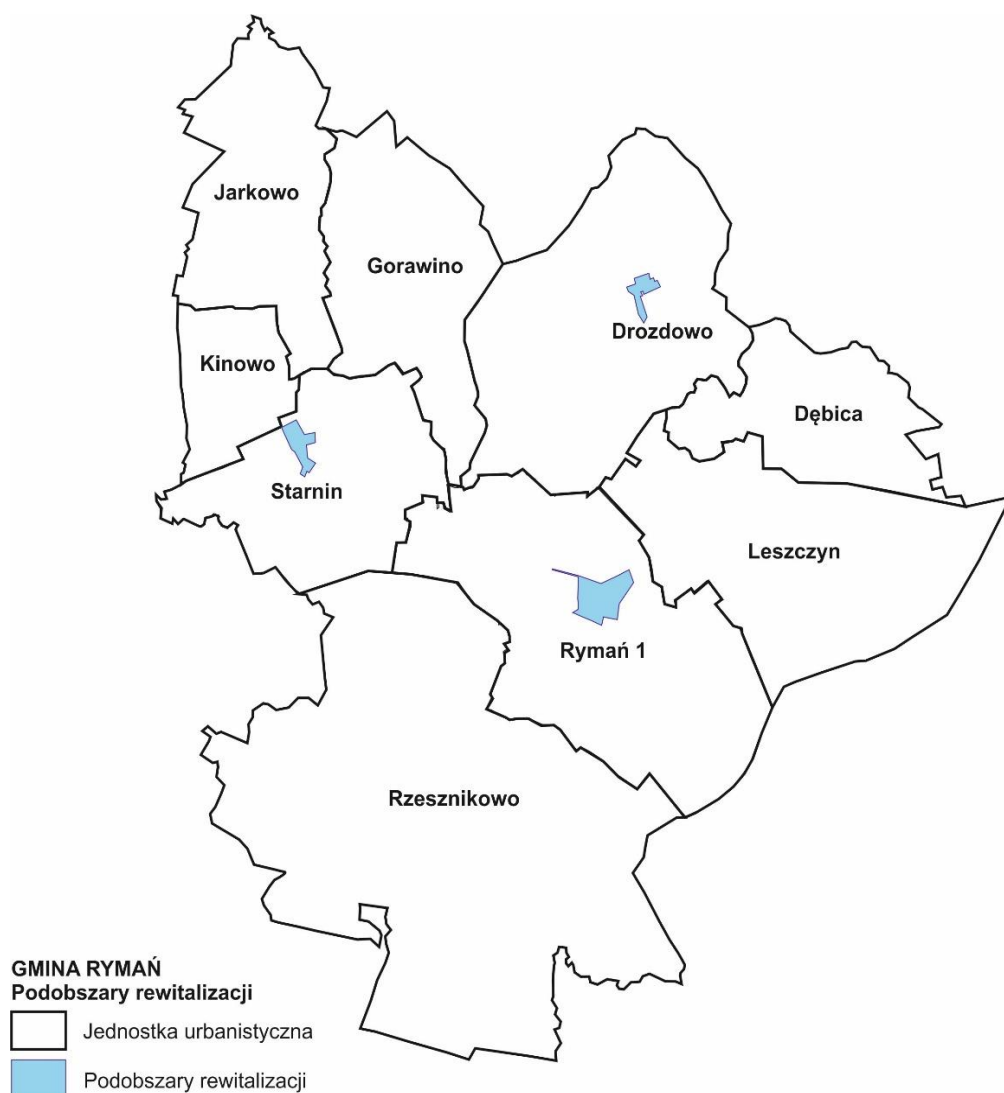 Jarkowo
Gorawino
Drozdowo
Kinowo
Dębica
Starnin
Leszczyn
Rymań 1
Rzesznikowo
GMINA RYMAŃ
Podobszary rewitalizacji
Jednostka urbanistyczna
Podobszary rewitalizacji